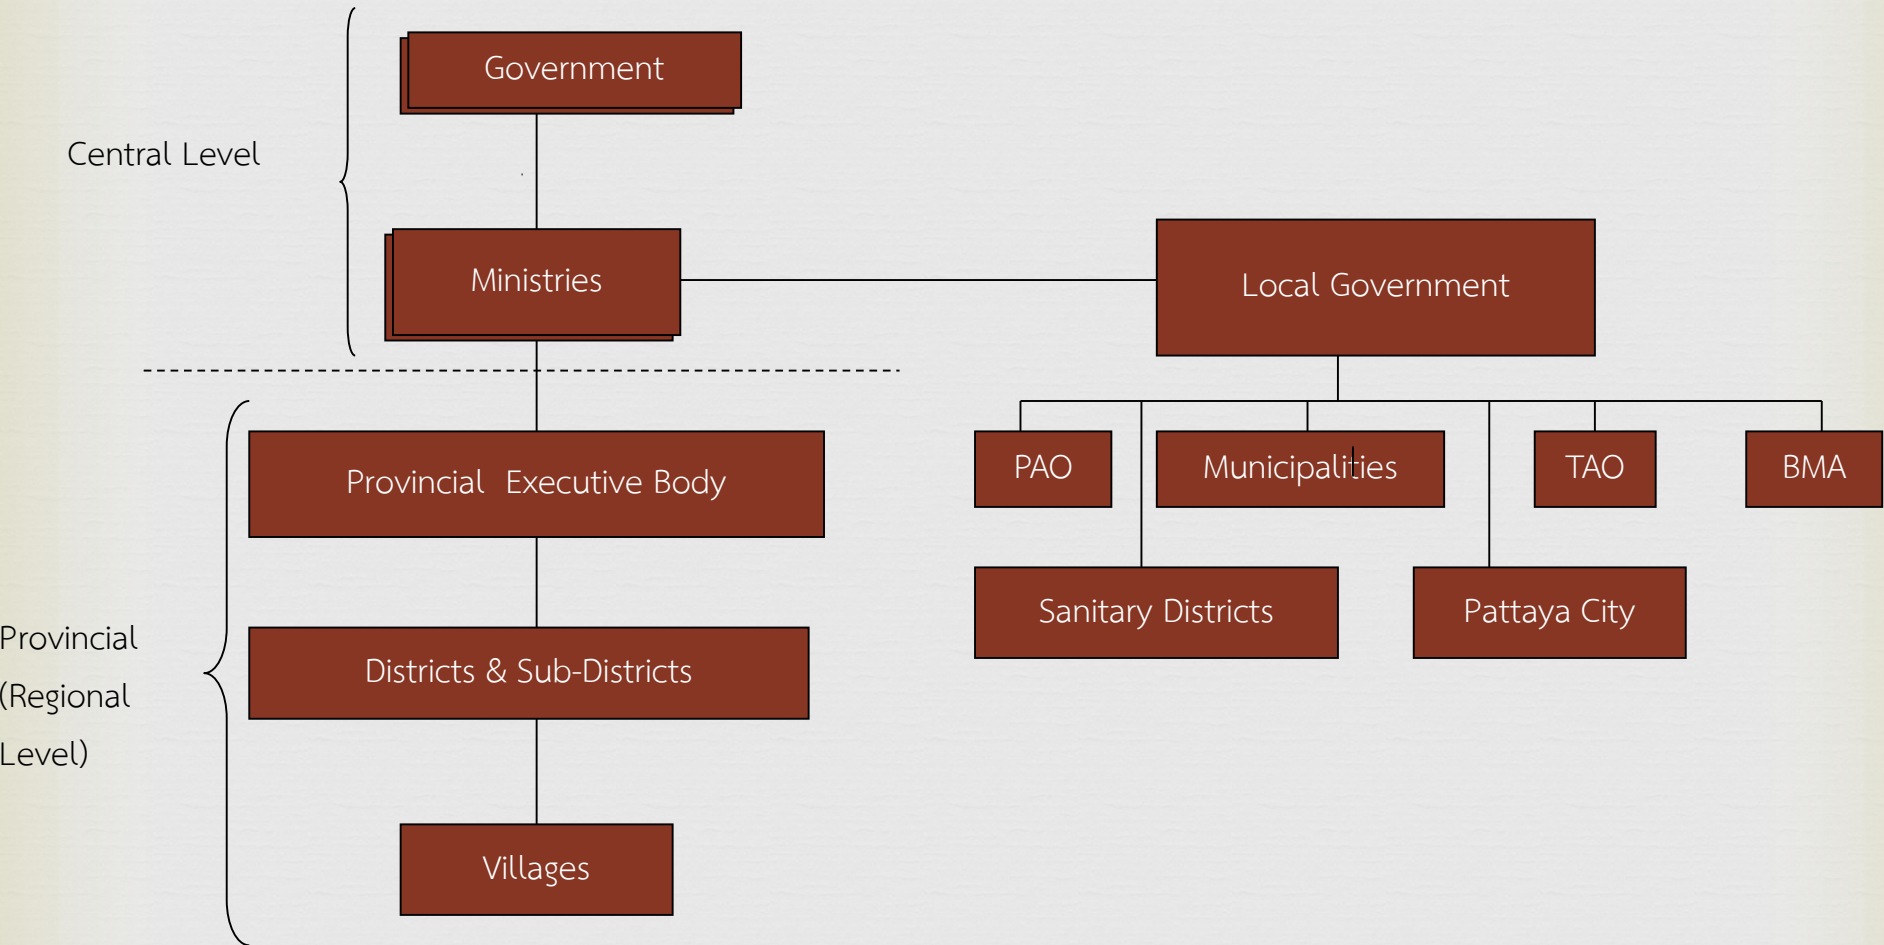 Government
Central Level
Ministries
Local Government
Provincial Executive Body
PAO
Municipalities
TAO
BMA
Sanitary Districts
Pattaya City
Provincial
(Regional
Level)
Districts & Sub-Districts
Villages